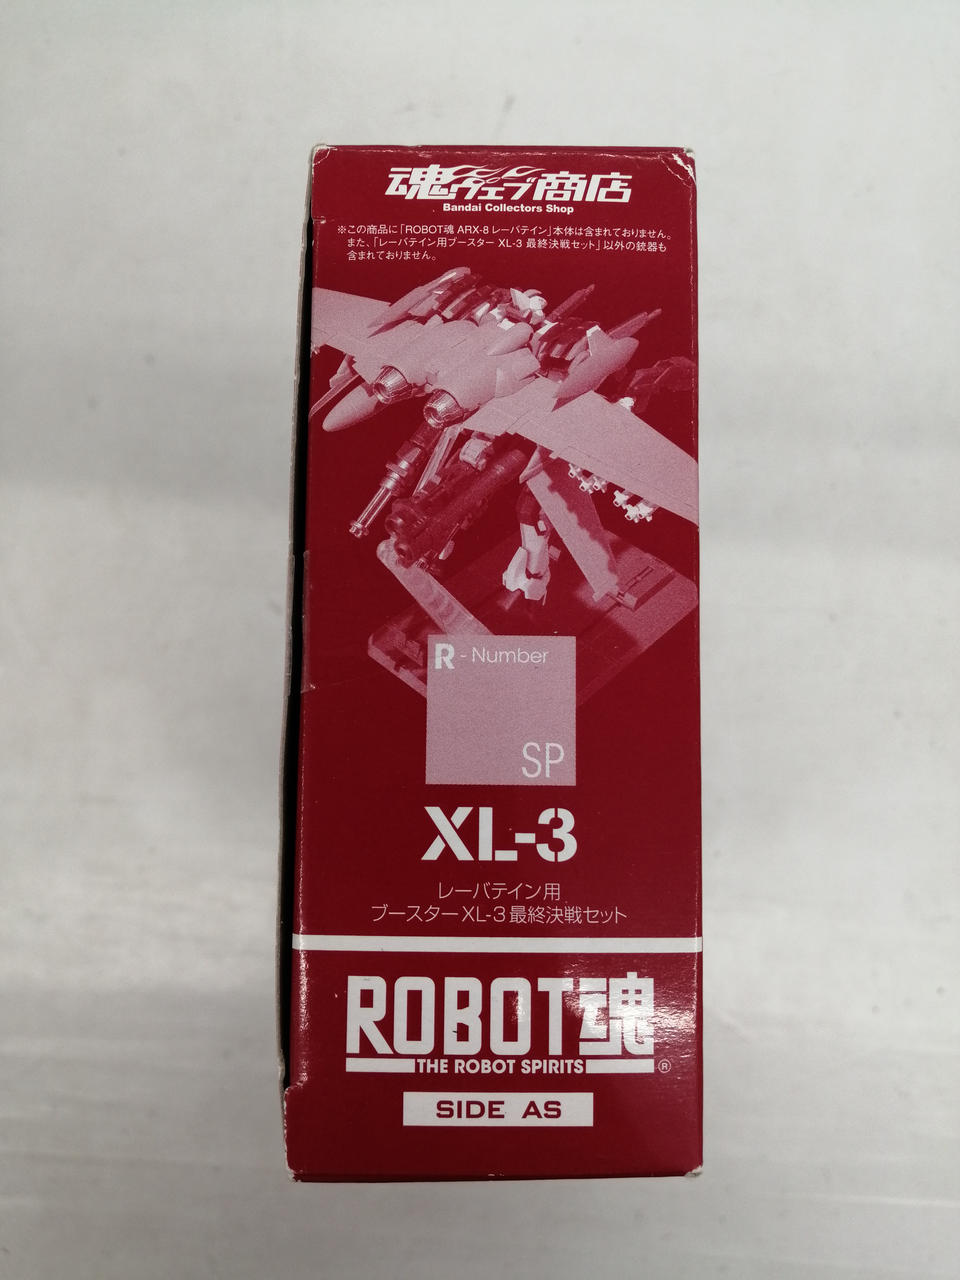 魂ウェブ商店
Bandai Collectors Shop
※この商品に「ROBOT魂 ARX-8 レーバテイン」本体は含まれておりません。
また、「レーバテイン用ブースター XL-3 最終決戦セット」以外の銃器も
含まれておりません。
R - Number
SP
XL-3
レーバテイン用
ブースターXL-3最終決戦セット
ROBOT魂
THE ROBOT SPIRITS ®
SIDE AS